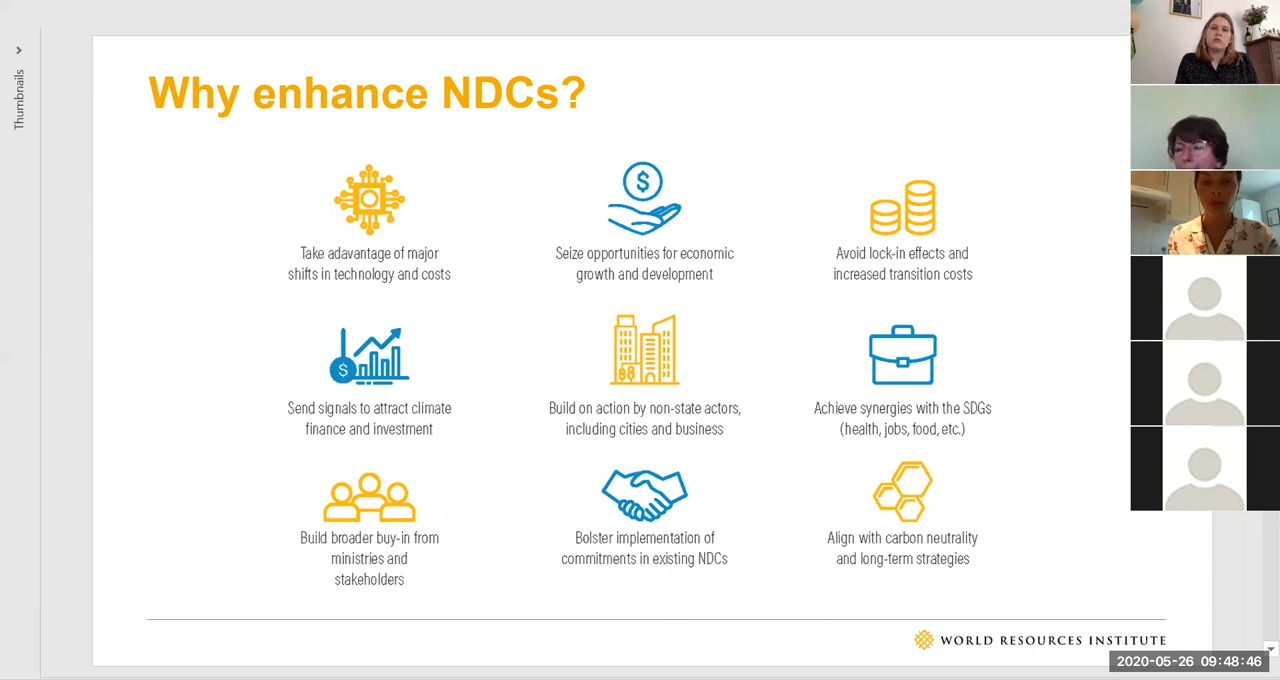 Thumbnails
Why enhance NDCs?
$
Take adavantage of major
shifts in technology and costs
Seize opportunities for economic
growth and development
Avoid lock-in effects and
increased transition costs
$
Send signals to attract climate
finance and investment
Build on action by non-state actors,
including cities and business
Achieve synergies with the SDGs
(health, jobs, food, etc.)
Build broader buy-in from
ministries and
stakeholders
Bolster implementation of
commitments in existing NDCs
Align with carbon neutrality
and long-term strategies
WORLD RESOURCES INSTITUTE
2020-05-26 09:48:46